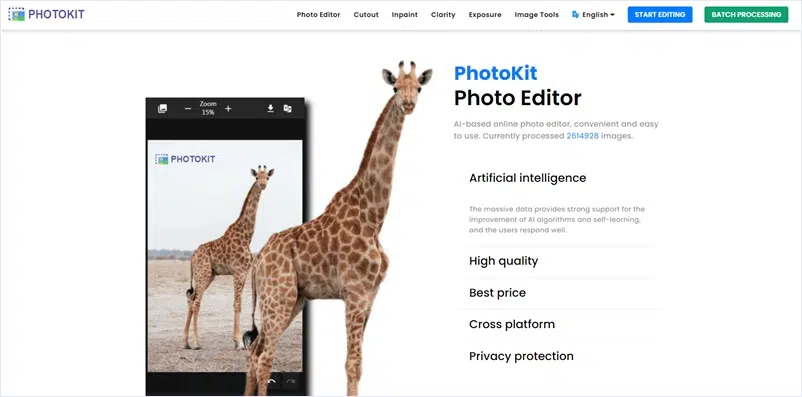 PHOTOKIT
Photo Editor
Cutout
Inpaint
Clarity
Exposure
Image Tools
English
START EDITING
BATCH PROCESSING
Zoom
15%
PHOTOKIT
PhotoKit
Photo Editor
AI-based online photo editor, convenient and easy
to use. Currently processed 2614928 images.
Artificial intelligence
The massive data provides strong support for the
improvement of AI algorithms and self-learning,
and the users respond well.
High quality
Best price
Cross platform
Privacy protection